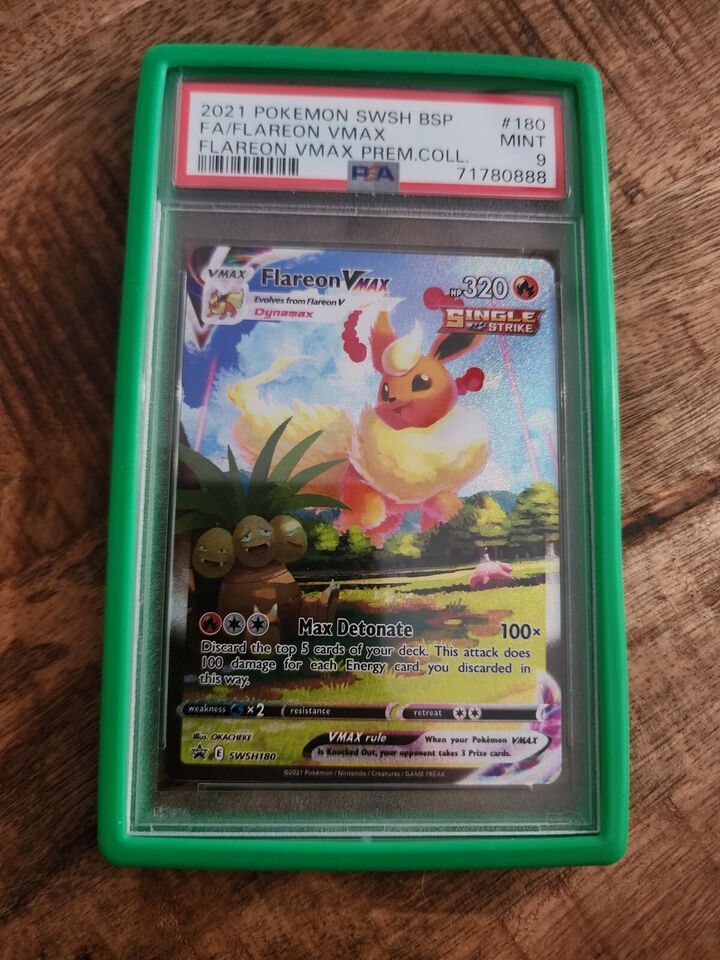 2021 POKEMON SWSH BSP #180
FA/FLAREON VMAX MINT
FLAREON VMAX PREM.COLL. 9
PSA 71780888
VMAX Flareon VMAX HP 320
Evolves from Flareon V
Dynamax
SINGLE
STRIKE
Max Detonate 100×
Discard the top 5 cards of your deck. This attack does
100 damage for each Energy card you discarded in
this way.
weakness ×2 resistance retreat
Illus. OKACHEKE
VMAX rule When your Pokémon VMAX
is Knocked Out, your opponent takes 3 Prize cards.
E SWSH180
©2021 Pokémon / Nintendo / Creatures / GAME FREAK